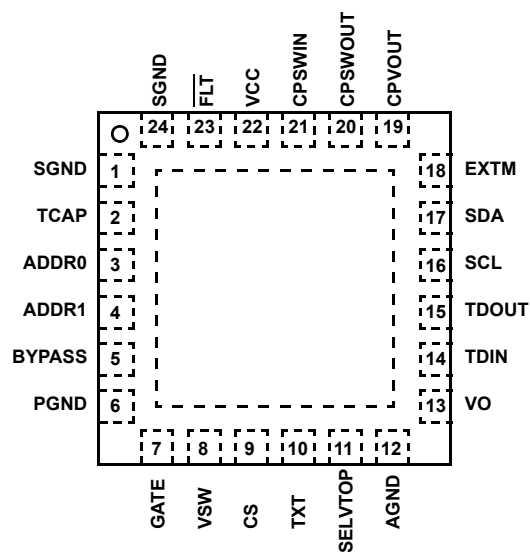 SGND
FLT
VCC
CPSWIN
CPSWOUT
CPVOUT
24 23 22 21 20 19
SGND 1
TCAP 2
ADDR0 3
ADDR1 4
BYPASS 5
PGND 6
18 EXTM
17 SDA
16 SCL
15 TDOUT
14 TDIN
13 VO
7 8 9 10 11 12
GATE
VSW
CS
TXT
SELVTOP
AGND